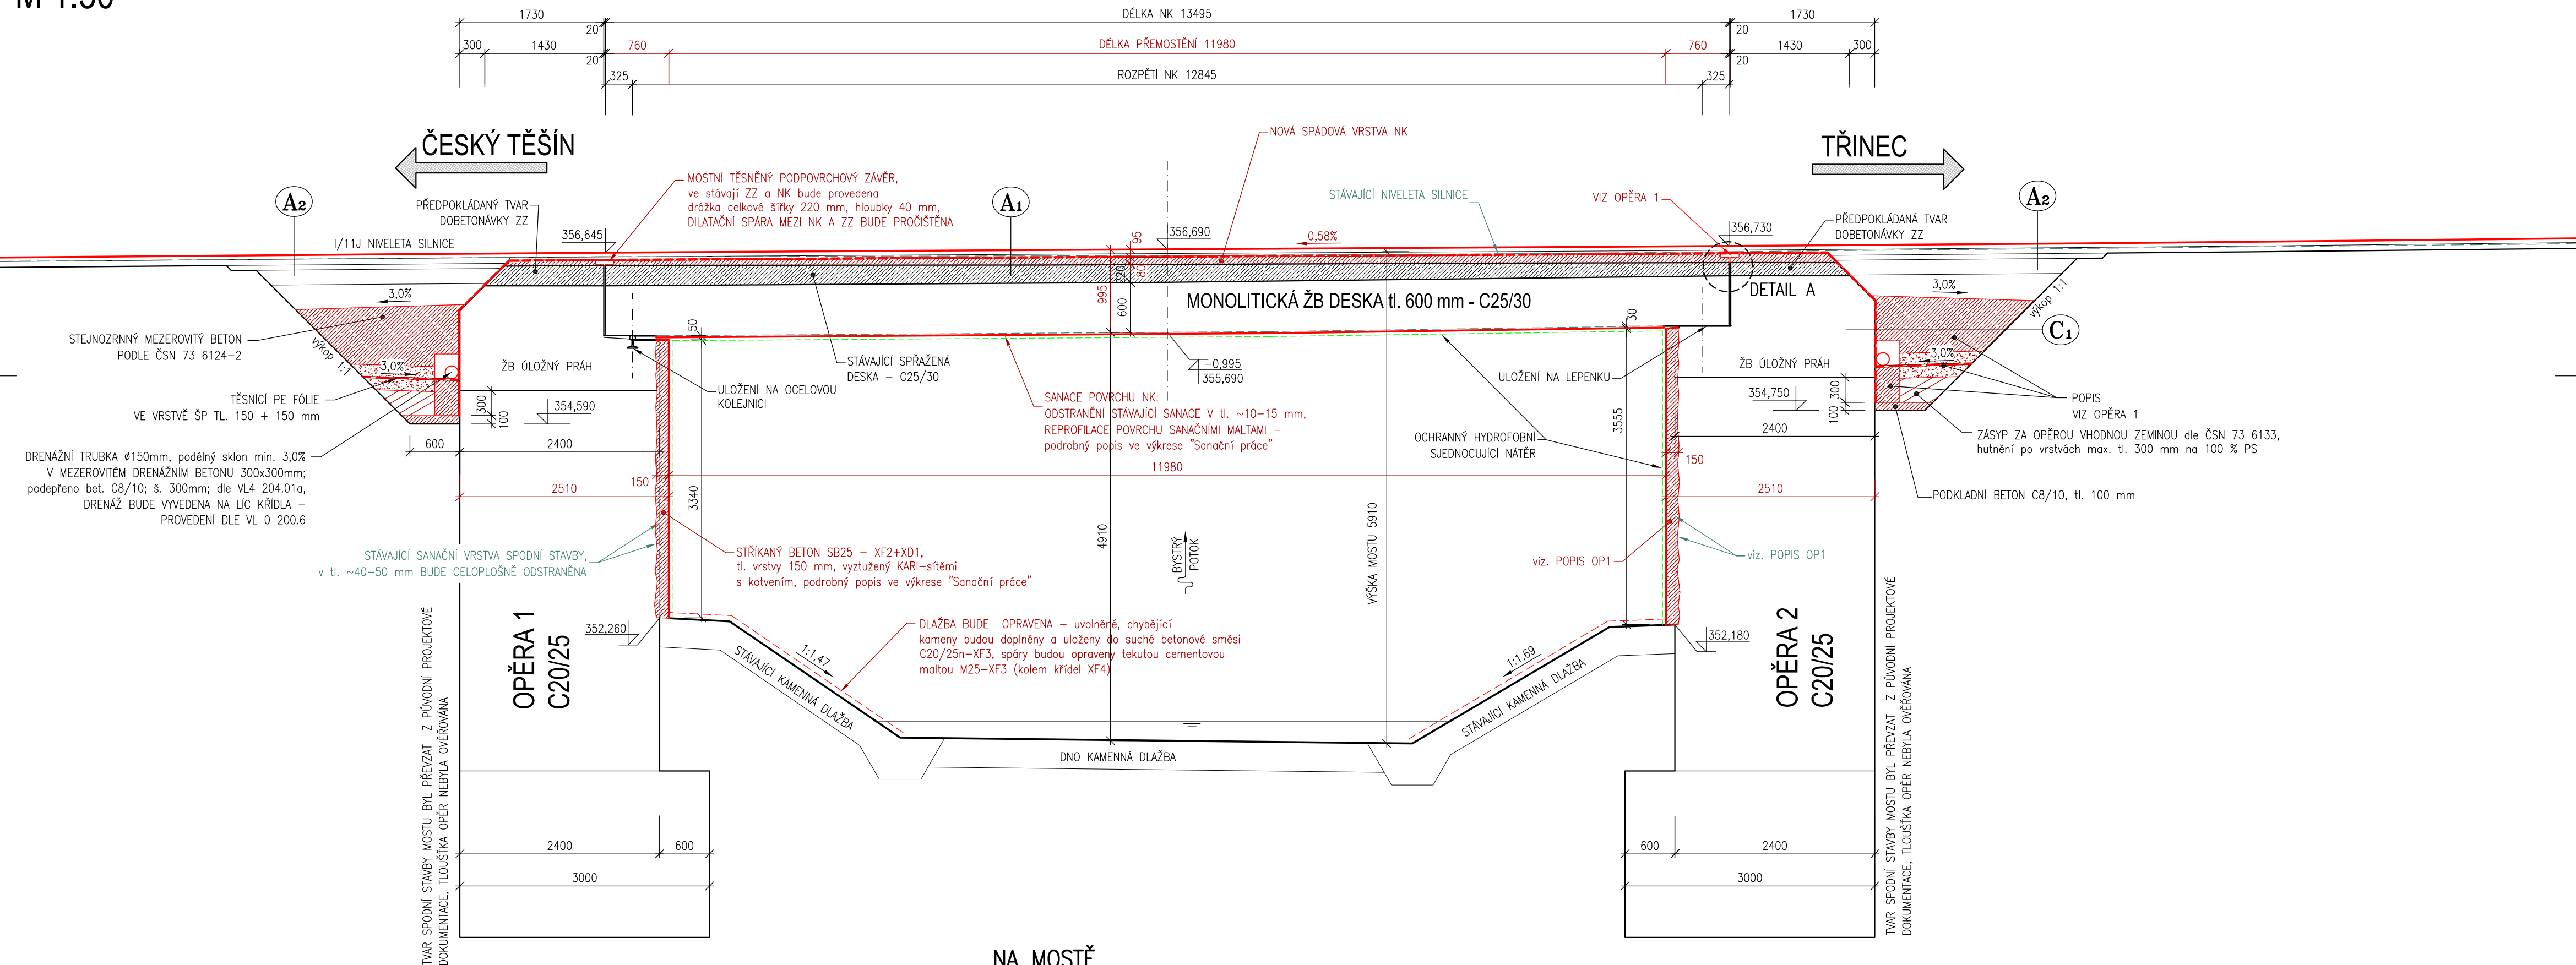 M 1:50
1730
DÉLKA NK 13495
1730
20
20
300
1430
760
DÉLKA PŘEMOSTĚNÍ 11980
760
1430
300
20
20
325
ROZPĚTÍ NK 12845
325
ČESKÝ TĚŠÍN
TŘINEC
NOVÁ SPÁDOVÁ VRSTVA NK
MOSTNÍ TĚSNĚNÝ PODPOVRCHOVÝ ZÁVĚR,
ve stávají ZZ a NK bude provedena
drážka celkové šířky 220 mm, hloubky 40 mm,
DILATAČNÍ SPÁRA MEZI NK A ZZ BUDE PROČIŠTĚNA
STÁVAJÍCÍ NIVELETA SILNICE
VIZ OPĚRA 1
A2
A1
A2
PŘEDPOKLÁDANÝ TVAR
DOBETONÁVKY ZZ
PŘEDPOKLÁDANÁ TVAR
DOBETONÁVKY ZZ
I/11J NIVELETA SILNICE
356,645
356,690
0,58%
356,730
95
220
80
995
600
MONOLITICKÁ ŽB DESKA tl. 600 mm - C25/30
DETAIL A
3,0%
3,0%
výkop 1:1
výkop 1:1
C1
50
30
STEJNOZRNNÝ MEZEROVITÝ BETON
PODLE ČSN 73 6124-2
3,0%
3,0%
ŽB ÚLOŽNÝ PRÁH
ŽB ÚLOŽNÝ PRÁH
STÁVAJÍCÍ SPŘAŽENÁ
DESKA - C25/30
-0,995
355,690
ULOŽENÍ NA OCELOVOU
KOLEJNICI
ULOŽENÍ NA LEPENKU
TĚSNÍCÍ PE FÓLIE
VE VRSTVĚ ŠP TL. 150 + 150 mm
300
100
354,590
354,750
300
100
POPIS
VIZ OPĚRA 1
SANACE POVRCHU NK:
ODSTRANĚNÍ STÁVAJÍCÍ SANACE V tl. ~10-15 mm,
REPROFILACE POVRCHU SANAČNÍMI MALTAMI -
podrobný popis ve výkrese "Sanační práce"
OCHRANNÝ HYDROFOBNÍ
SJEDNOCUJÍCÍ NÁTĚR
3555
600
2400
2400
ZÁSYP ZA OPĚROU VHODNOU ZEMINOU dle ČSN 73 6133,
hutnění po vrstvách max. tl. 300 mm na 100 % PS
DRENÁŽNÍ TRUBKA ø150mm, podélný sklon min. 3,0%
V MEZEROVITÉM DRENÁŽNÍM BETONU 300x300mm;
podepřeno bet. C8/10; š. 300mm; dle VL4 204.01a,
DRENÁŽ BUDE VYVEDENA NA LÍC KŘÍDLA -
PROVEDENÍ DLE VL 0 200.6
11980
150
150
2510
2510
3340
PODKLADNÍ BETON C8/10, tl. 100 mm
STÁVAJÍCÍ SANAČNÍ VRSTVA SPODNÍ STAVBY,
v tl. ~40-50 mm BUDE CELOPLOŠNĚ ODSTRANĚNA
STŘÍKANÝ BETON SB25 - XF2+XD1,
tl. vrstvy 150 mm, vyztužený KARI-sítěmi
s kotvením, podrobný popis ve výkrese "Sanační práce"
4910
BYSTRÝ
POTOK
VÝŠKA MOSTU 5910
viz. POPIS OP1
viz. POPIS OP1
OPĚRA 1
C20/25
OPĚRA 2
C20/25
352,260
352,180
DLAŽBA BUDE OPRAVENA - uvolněné, chybějící
kameny budou doplněny a uloženy do suché betonové směsi
C20/25n-XF3, spáry budou opraveny tekutou cementovou
maltou M25-XF3 (kolem křídel XF4)
1:1,47
1:1,69
STÁVAJÍCÍ KAMENNÁ DLAŽBA
STÁVAJÍCÍ KAMENNÁ DLAŽBA
DNO KAMENNÁ DLAŽBA
TVAR SPODNÍ STAVBY MOSTU BYL PŘEVZAT Z PŮVODNÍ PROJEKTOVÉ
DOKUMENTACE, TLOUŠŤKA OPĚR NEBYLA OVĚŘOVÁNA
TVAR SPODNÍ STAVBY MOSTU BYL PŘEVZAT Z PŮVODNÍ PROJEKTOVÉ
DOKUMENTACE, TLOUŠŤKA OPĚR NEBYLA OVĚŘOVÁNA
2400
600
600
2400
3000
3000
NA MOSTĚ